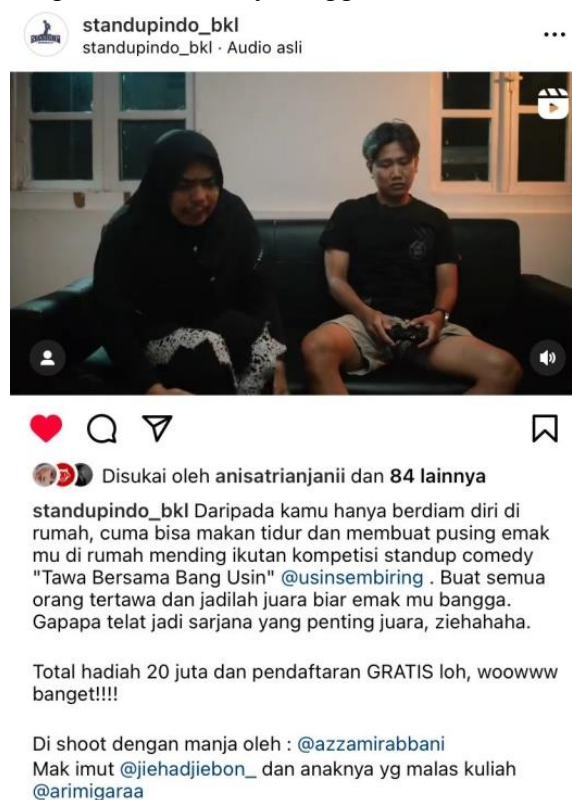 standupindo_bkl
standupindo_bkl · Audio asli
Disukai oleh anisatrianjanii dan 84 lainnya
standupindo_bkl Daripada kamu hanya berdiam diri di
rumah, cuma bisa makan tidur dan membuat pusing emak
mu di rumah mending ikutan kompetisi standup comedy
"Tawa Bersama Bang Usin" @usinsembiring . Buat semua
orang tertawa dan jadilah juara biar emak mu bangga.
Gapapa telat jadi sarjana yang penting juara, ziehahaha.
Total hadiah 20 juta dan pendaftaran GRATIS loh, woowww
banget!!!!
Di shoot dengan manja oleh : @azzamirabbani
Mak imut @jiehadjiebon_ dan anaknya yg malas kuliah
@arimigaraa